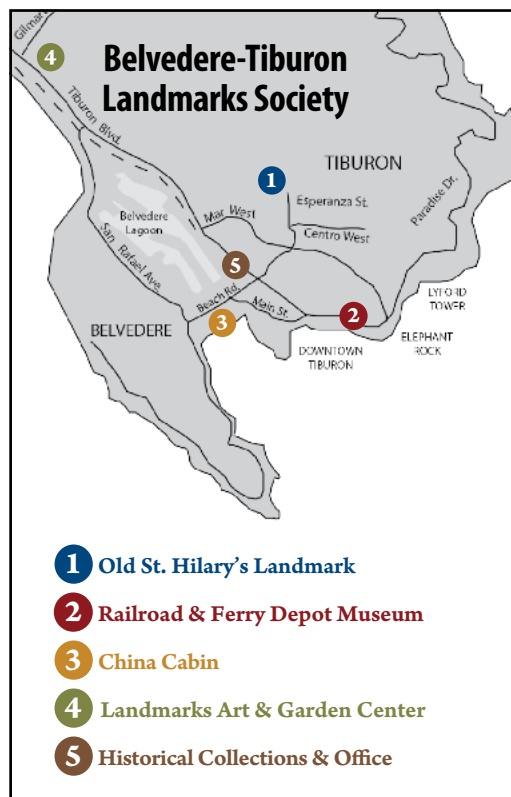 Belvedere-Tiburon
Landmarks Society
4
Tiburon Blvd.
TIBURON
1
Esperanza St.
Paradise Dr.
Mar West
Centro West
Belvedere
Lagoon
San Rafael Ave.
5
Beach Rd.
Main St.
LYFORD
TOWER
2
3
BELVEDERE
ELEPHANT
ROCK
DOWNTOWN
TIBURON
1 Old St. Hilary's Landmark
2 Railroad & Ferry Depot Museum
3 China Cabin
4 Landmarks Art & Garden Center
5 Historical Collections & Office